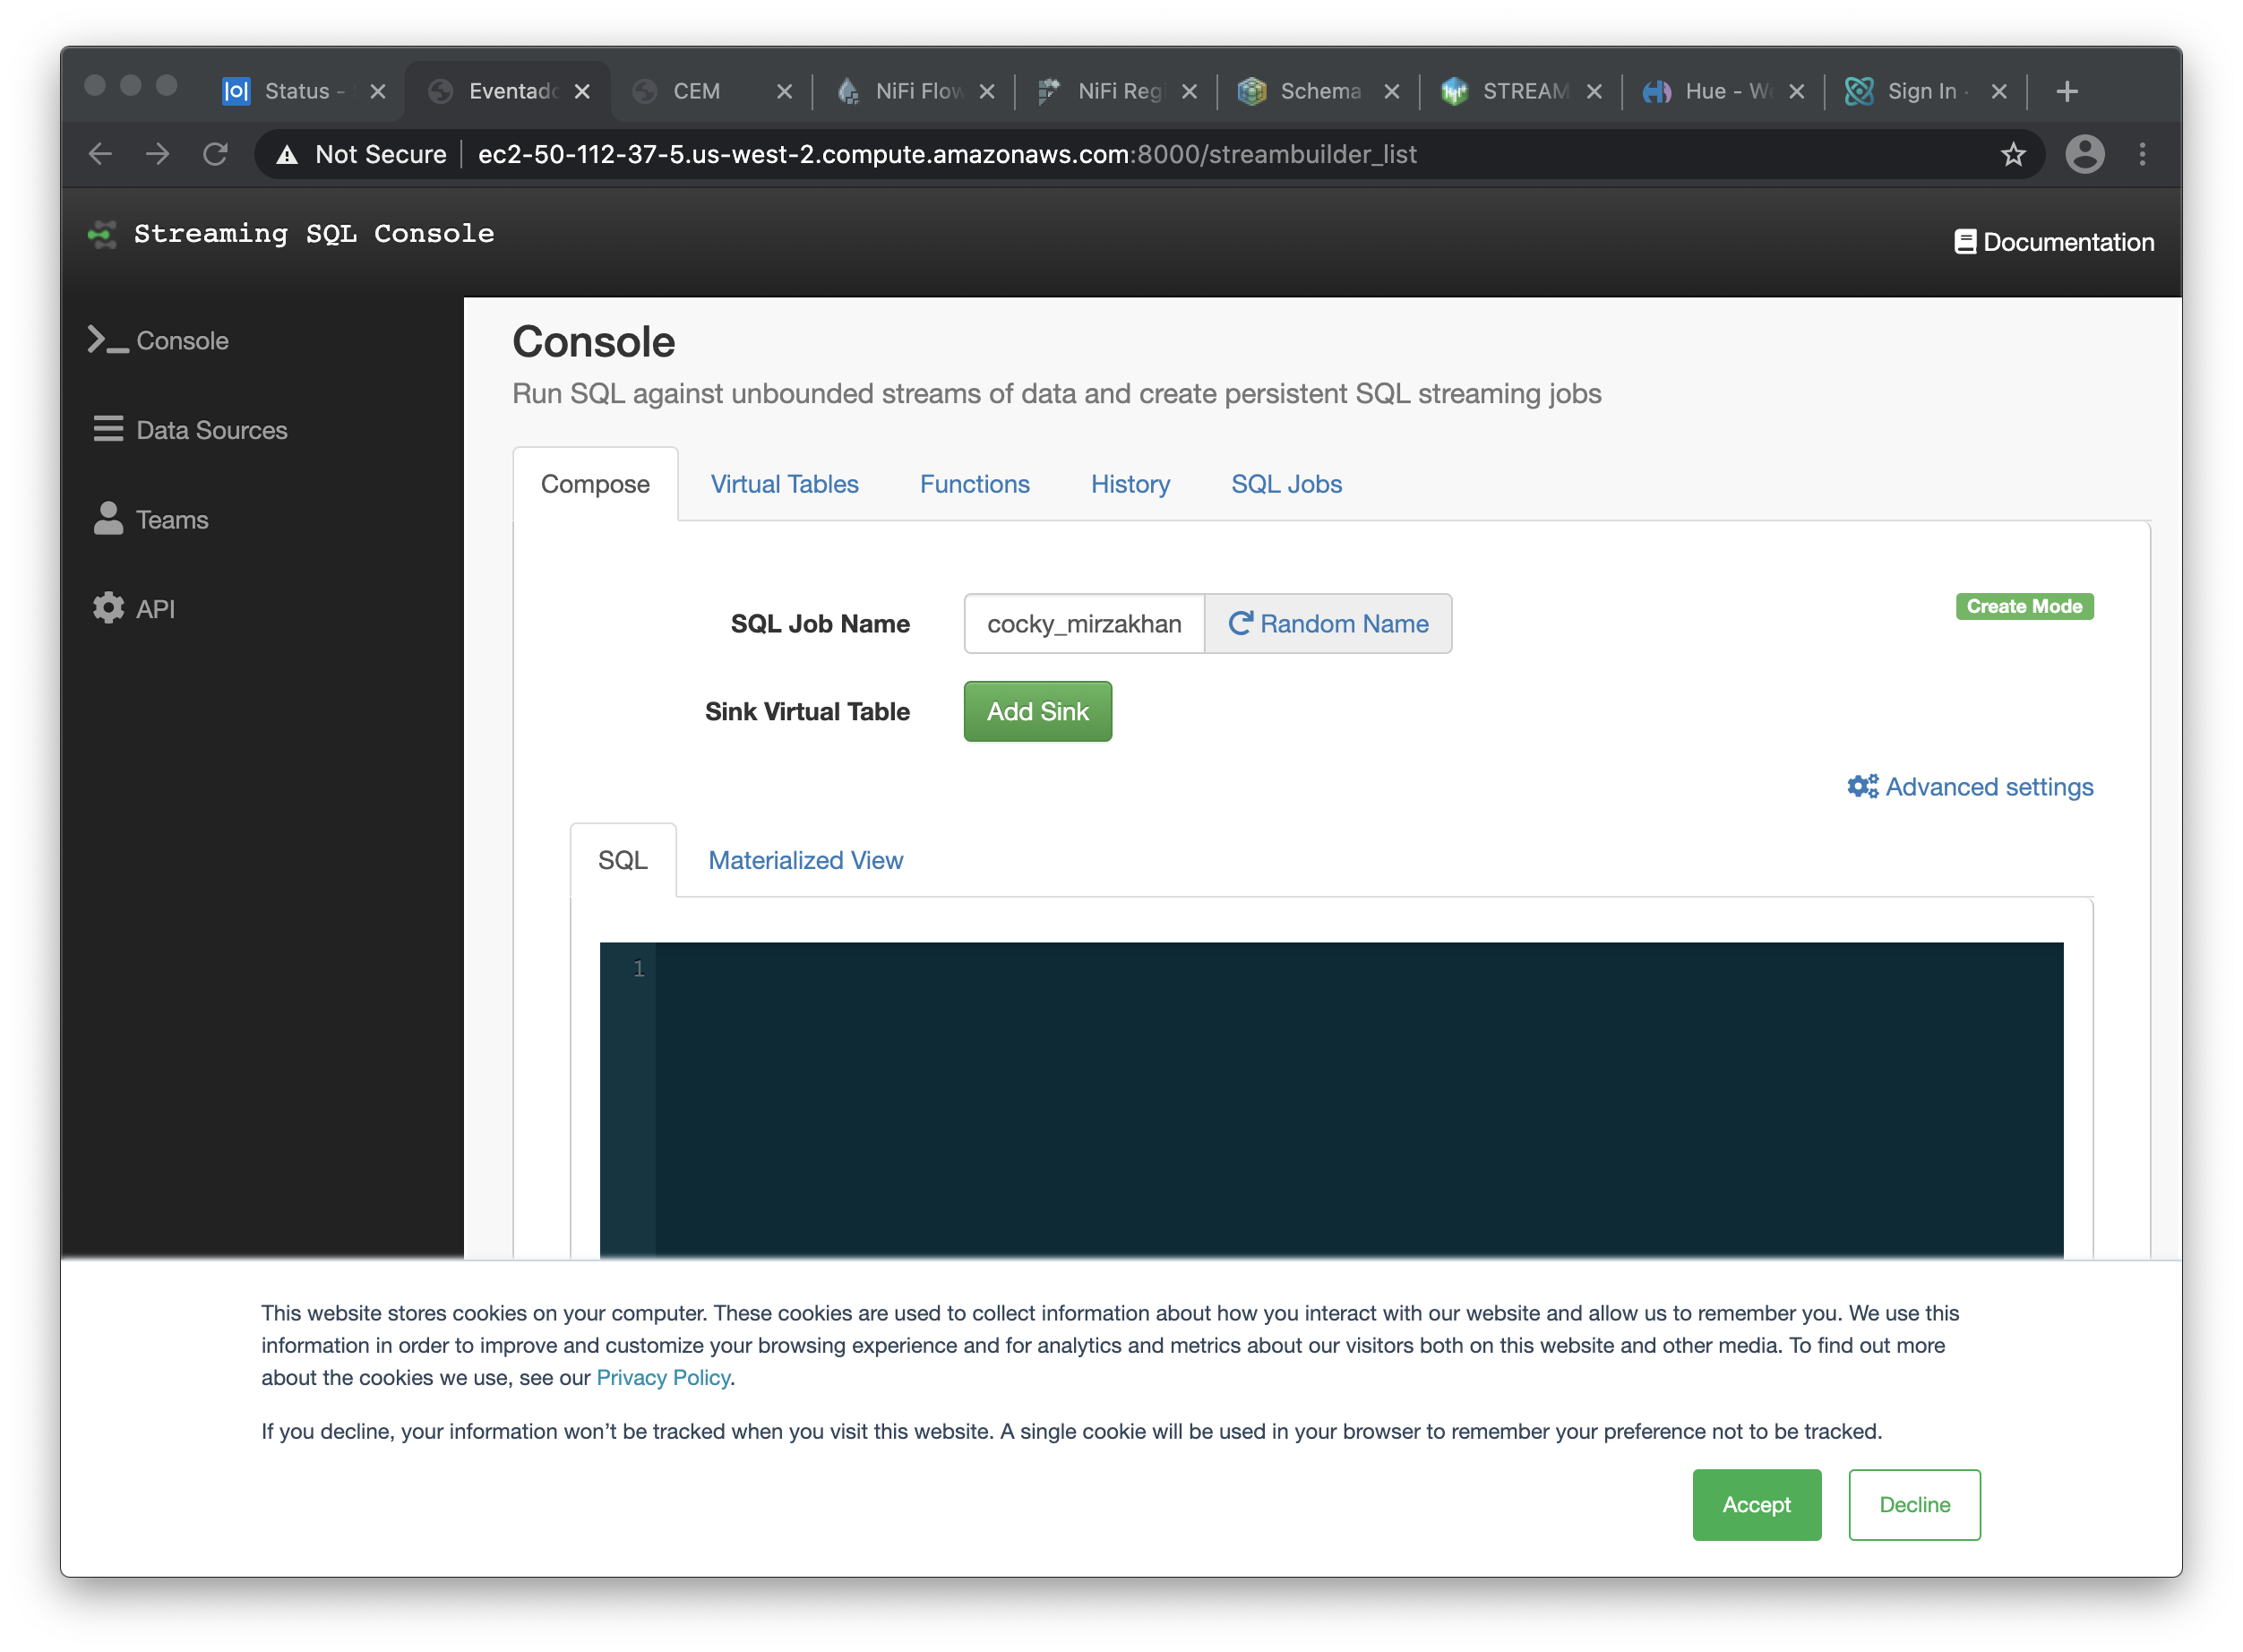 Status -
Eventado
CEM
NiFi Flow
NiFi Regi
Schema
STREAM
Hue - We
Sign In ·
Not Secure
ec2-50-112-37-5.us-west-2.compute.amazonaws.com:8000/streambuilder_list
Streaming SQL Console
Documentation
Console
Data Sources
Teams
API
Console
Run SQL against unbounded streams of data and create persistent SQL streaming jobs
Compose
Virtual Tables
Functions
History
SQL Jobs
SQL Job Name
cocky_mirzakhan
Random Name
Create Mode
Sink Virtual Table
Add Sink
Advanced settings
SQL
Materialized View
1
This website stores cookies on your computer. These cookies are used to collect information about how you interact with our website and allow us to remember you. We use this
information in order to improve and customize your browsing experience and for analytics and metrics about our visitors both on this website and other media. To find out more
about the cookies we use, see our Privacy Policy.
If you decline, your information won’t be tracked when you visit this website. A single cookie will be used in your browser to remember your preference not to be tracked.
Accept
Decline